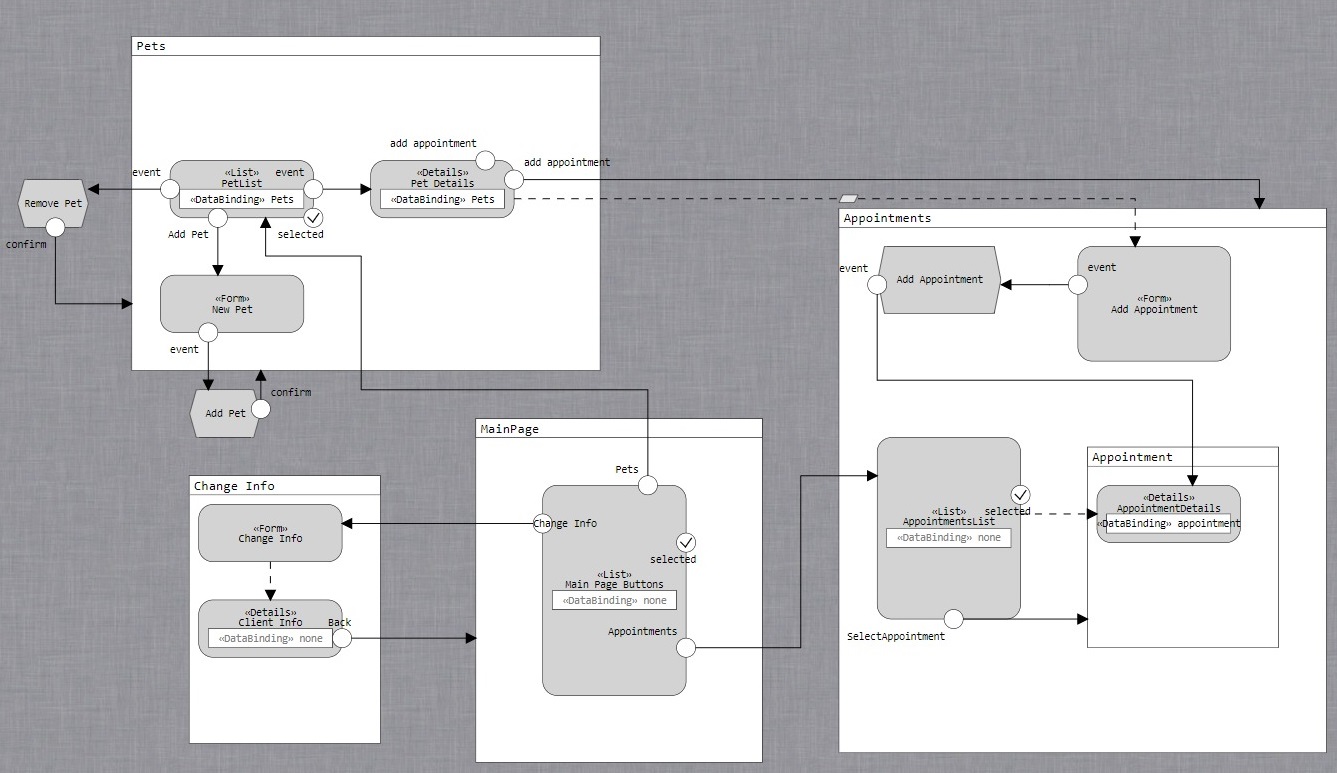 Pets
add appointment
add appointment
event
«List»
PetList
event
«DataBinding» Pets
«Details»
Pet Details
«DataBinding» Pets
Remove Pet
confirm
Add Pet
selected
«Form»
New Pet
event
Add Pet
confirm
Appointments
event
Add Appointment
event
«Form»
Add Appointment
MainPage
Pets
Change Info
selected
«List»
Main Page Buttons
«DataBinding» none
Appointments
Change Info
«Form»
Change Info
«Details»
Client Info
Back
«DataBinding» none
selected
«List»
AppointmentsList
«DataBinding» none
SelectAppointment
Appointment
«Details»
AppointmentDetails
«DataBinding» appointment